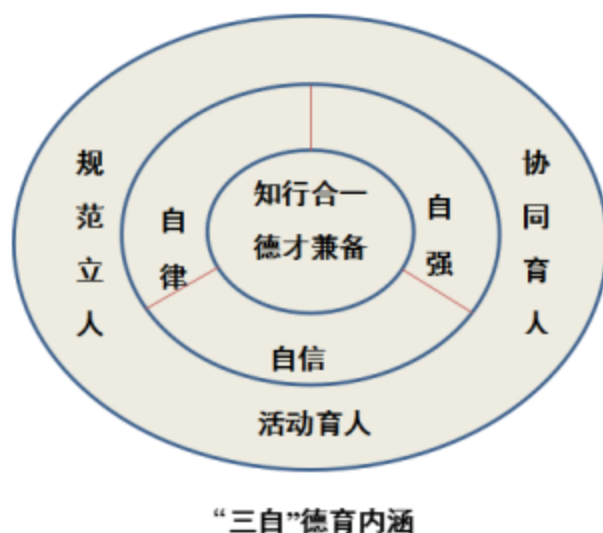 规范立人
协同育人
知行合一
德才兼备
自律
自强
自信
活动育人
“三自”德育内涵